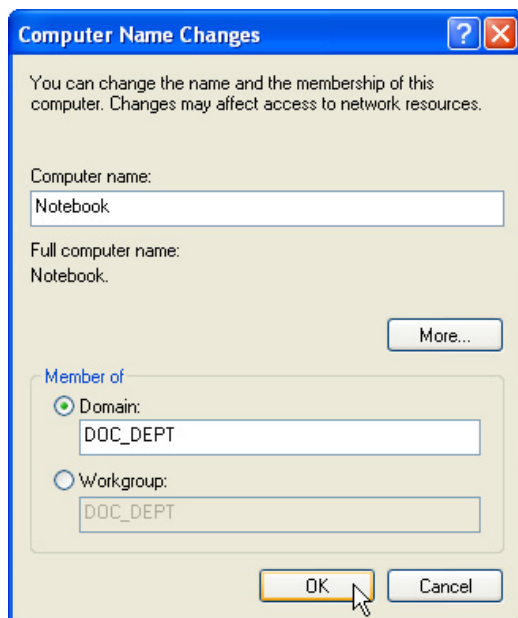 Computer Name Changes
You can change the name and the membership of this
computer. Changes may affect access to network resources.
Computer name:
Notebook
Full computer name:
Notebook.
More...
Member of
Domain:
DOC_DEPT
Workgroup:
DOC_DEPT
OK
Cancel